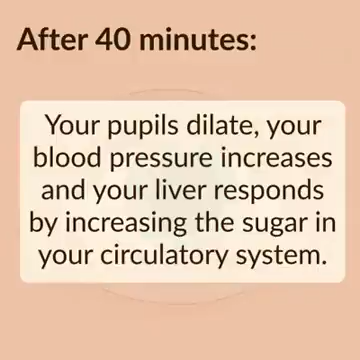 After 40 minutes:
Your pupils dilate, your
blood pressure increases
and your liver responds
by increasing the sugar in
your circulatory system.